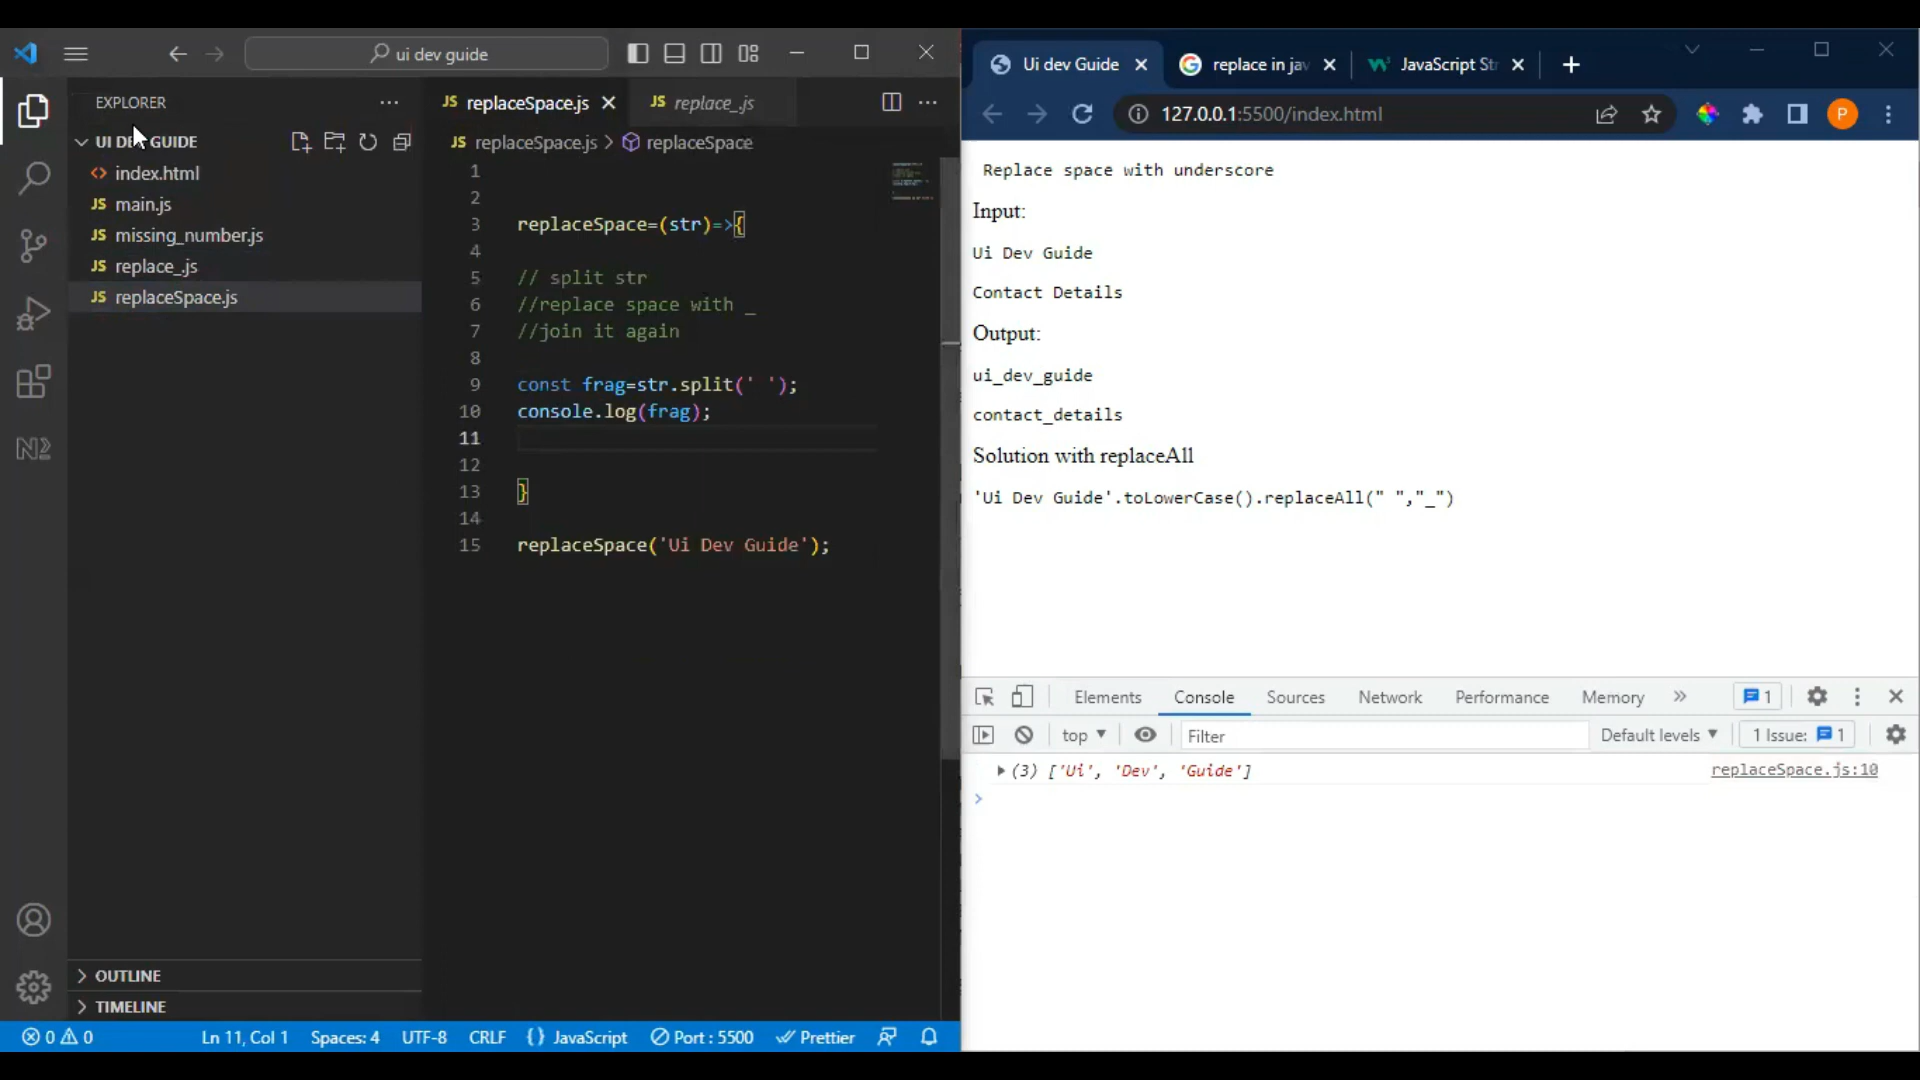 ui dev guide
EXPLORER
UI DEV GUIDE
index.html
main.js
missing_number.js
replace_.js
replaceSpace.js
OUTLINE
TIMELINE
replaceSpace.js
replace_.js
replaceSpace.js > replaceSpace
1
2
3 replaceSpace=(str)=>{
4
5 // split str
6 //replace space with _
7 //join it again
8
9 const frag=str.split(' ');
10 console.log(frag);
11
12
13 }
14
15 replaceSpace('Ui Dev Guide');
0 0 Ln 11, Col 1 Spaces: 4 UTF-8 CRLF {} JavaScript Port : 5500 Prettier
Ui dev Guide
replace in jav
JavaScript Str
127.0.0.1:5500/index.html
P
Replace space with underscore
Input:
Ui Dev Guide
Contact Details
Output:
ui_dev_guide
contact_details
Solution with replaceAll
'Ui Dev Guide'.toLowerCase().replaceAll(" ","_")
Elements Console Sources Network Performance Memory » 1
top Filter Default levels 1 Issue: 1
(3) ['Ui', 'Dev', 'Guide'] replaceSpace.js:10